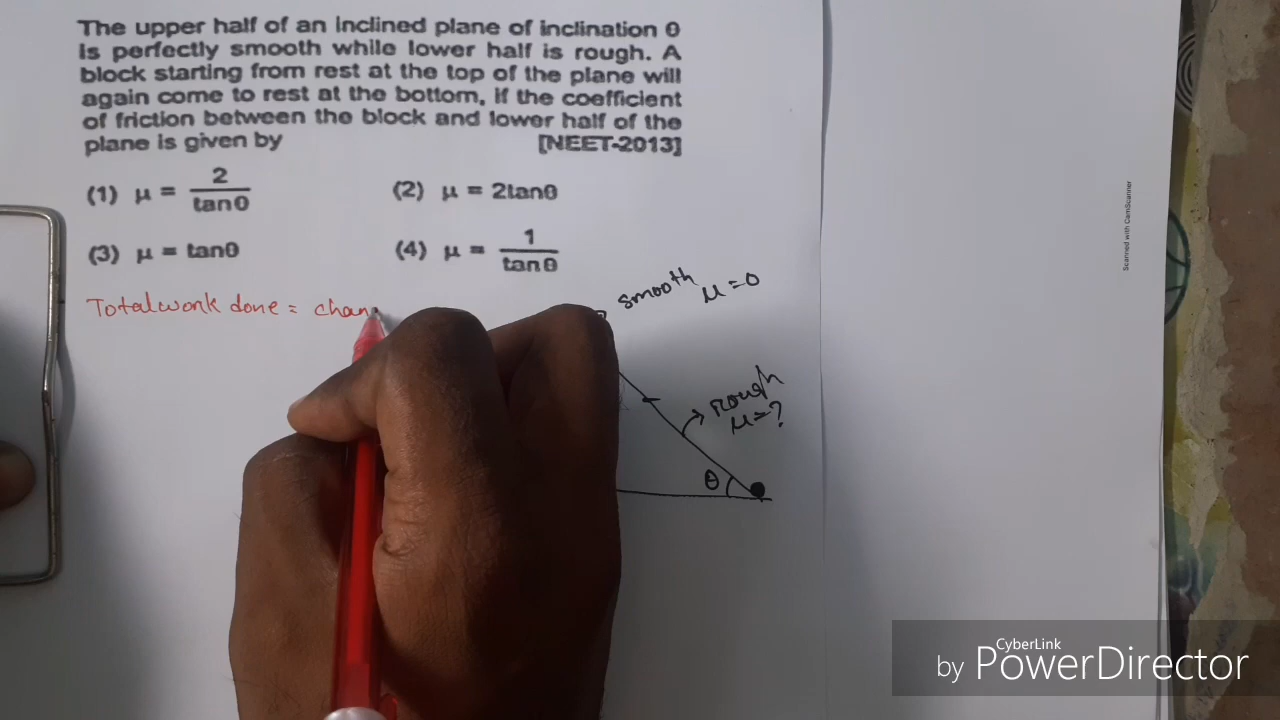 The upper half of an inclined plane of inclination θ
is perfectly smooth while lower half is rough. A
block starting from rest at the top of the plane will
again come to rest at the bottom, if the coefficient
of friction between the block and lower half of the
plane is given by [NEET-2013]
(1) μ = 2/tanθ (2) μ = 2tanθ
(3) μ = tanθ (4) μ = 1/tanθ
Total work done = chan
smooth μ=0
rough
μ=?
θ
Scanned with CamScanner
CyberLink
by PowerDirector